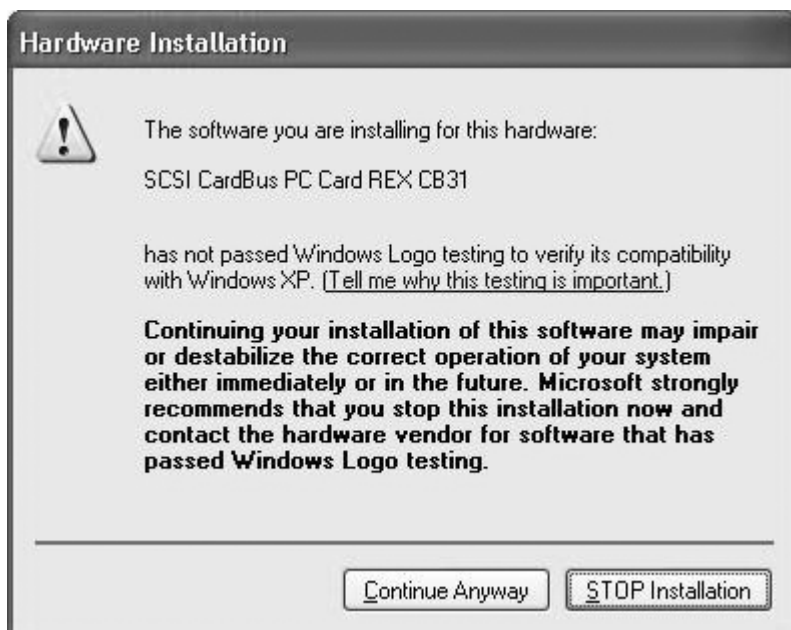 Hardware Installation
The software you are installing for this hardware:
SCSI CardBus PC Card REX CB31
has not passed Windows Logo testing to verify its compatibility
with Windows XP. (Tell me why this testing is important.)
Continuing your installation of this software may impair
or destabilize the correct operation of your system
either immediately or in the future. Microsoft strongly
recommends that you stop this installation now and
contact the hardware vendor for software that has
passed Windows Logo testing.
Continue Anyway
STOP Installation